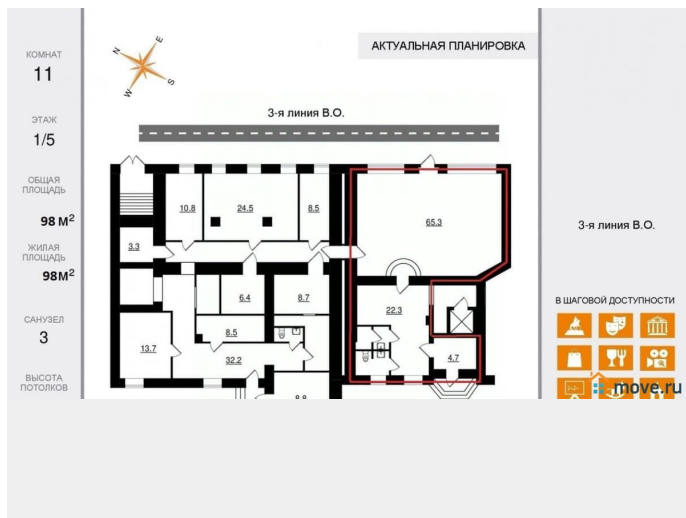 КОМНАТ
11
ЭТАЖ
1/5
ОБЩАЯ
ПЛОЩАДЬ
98 М²
ЖИЛАЯ
ПЛОЩАДЬ
98М²
САНУЗЕЛ
3
ВЫСОТА
ПОТОЛКОВ
N
E
W
S
АКТУАЛЬНАЯ ПЛАНИРОВКА
3-я линия В.О.
10.8
24.5
8.5
65.3
3.3
6.4
8.7
22.3
8.5
13.7
32.2
4.7
8.8
3-я линия В.О.
В ШАГОВОЙ ДОСТУПНОСТИ
move.ru